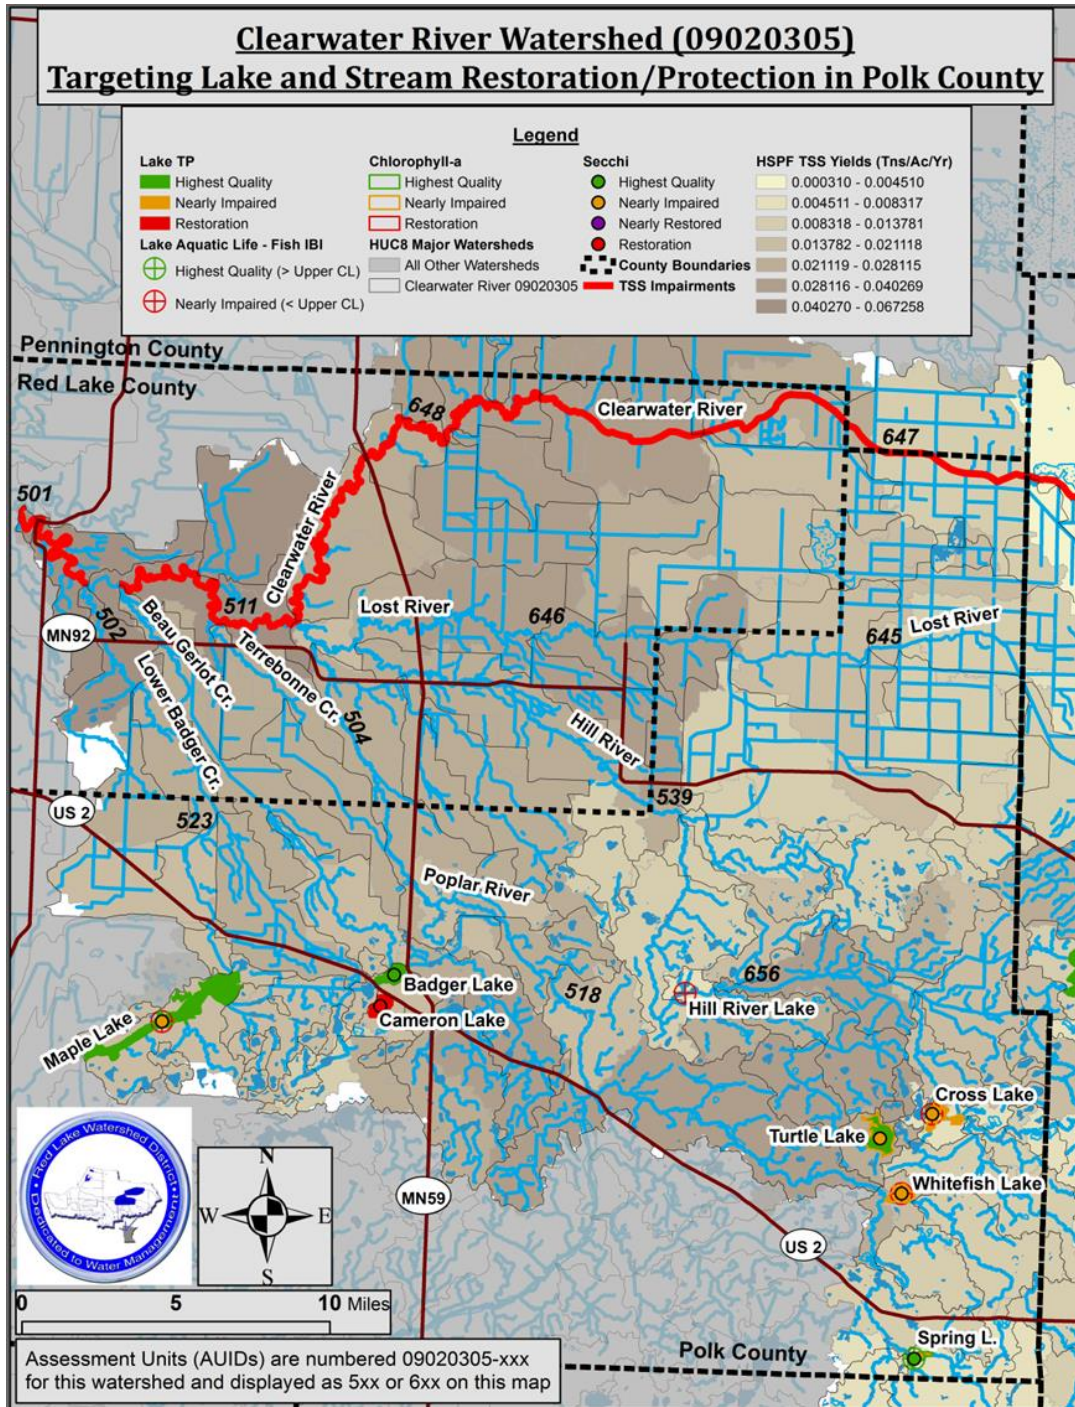 Clearwater River Watershed (09020305)
Targeting Lake and Stream Restoration/Protection in Polk County
Legend
Lake TP
Highest Quality
Nearly Impaired
Restoration
Lake Aquatic Life - Fish IBI
Highest Quality (> Upper CL)
Nearly Impaired (< Upper CL)
Chlorophyll-a
Highest Quality
Nearly Impaired
Restoration
HUC8 Major Watersheds
All Other Watersheds
Clearwater River 09020305
Secchi
Highest Quality
Nearly Impaired
Nearly Restored
Restoration
County Boundaries
TSS Impairments
HSPF TSS Yields (Tns/Ac/Yr)
0.000310 - 0.004510
0.004511 - 0.008317
0.008318 - 0.013781
0.013782 - 0.021118
0.021119 - 0.028115
0.028116 - 0.040269
0.040270 - 0.067258
Pennington County
Red Lake County
648
Clearwater River
647
501
Clearwater River
511
Lost River
646
645
Lost River
502
MN92
Beau Gerlot Cr.
Terrebonne Cr.
Lower Badger Cr.
504
Hill River
539
US 2
523
Poplar River
Badger Lake
518
656
Hill River Lake
Cameron Lake
Maple Lake
Cross Lake
Turtle Lake
Whitefish Lake
Red Lake Watershed District
Dedicated to Water Management
N
W
E
S
MN59
US 2
0
5
10 Miles
Spring L.
Polk County
Assessment Units (AUIDs) are numbered 09020305-xxx
for this watershed and displayed as 5xx or 6xx on this map